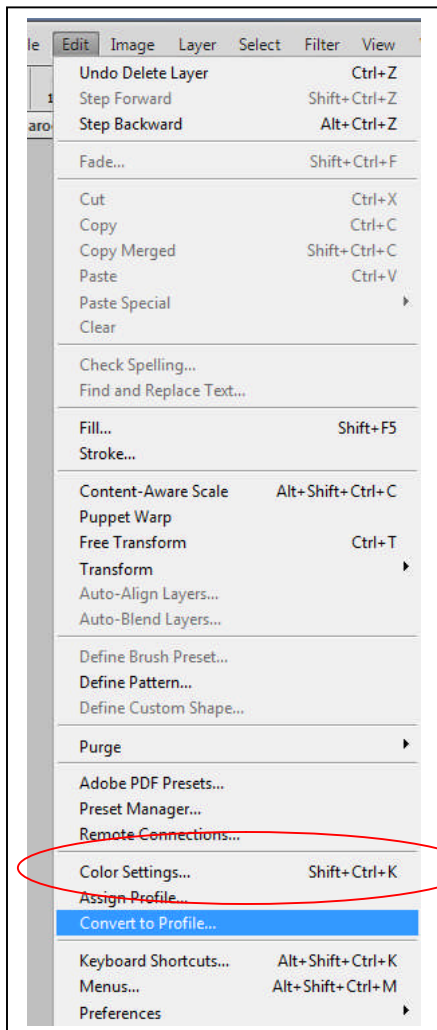 le Edit Image Layer Select Filter View
Undo Delete Layer Ctrl+Z
1
Step Forward Shift+Ctrl+Z
aro
Step Backward Alt+Ctrl+Z
Fade... Shift+Ctrl+F
Cut Ctrl+X
Copy Ctrl+C
Copy Merged Shift+Ctrl+C
Paste Ctrl+V
Paste Special
Clear
Check Spelling...
Find and Replace Text...
Fill... Shift+F5
Stroke...
Content-Aware Scale Alt+Shift+Ctrl+C
Puppet Warp
Free Transform Ctrl+T
Transform
Auto-Align Layers...
Auto-Blend Layers...
Define Brush Preset...
Define Pattern...
Define Custom Shape...
Purge
Adobe PDF Presets...
Preset Manager...
Remote Connections...
Color Settings... Shift+Ctrl+K
Assign Profile...
Convert to Profile...
Keyboard Shortcuts... Alt+Shift+Ctrl+K
Menus... Alt+Shift+Ctrl+M
Preferences